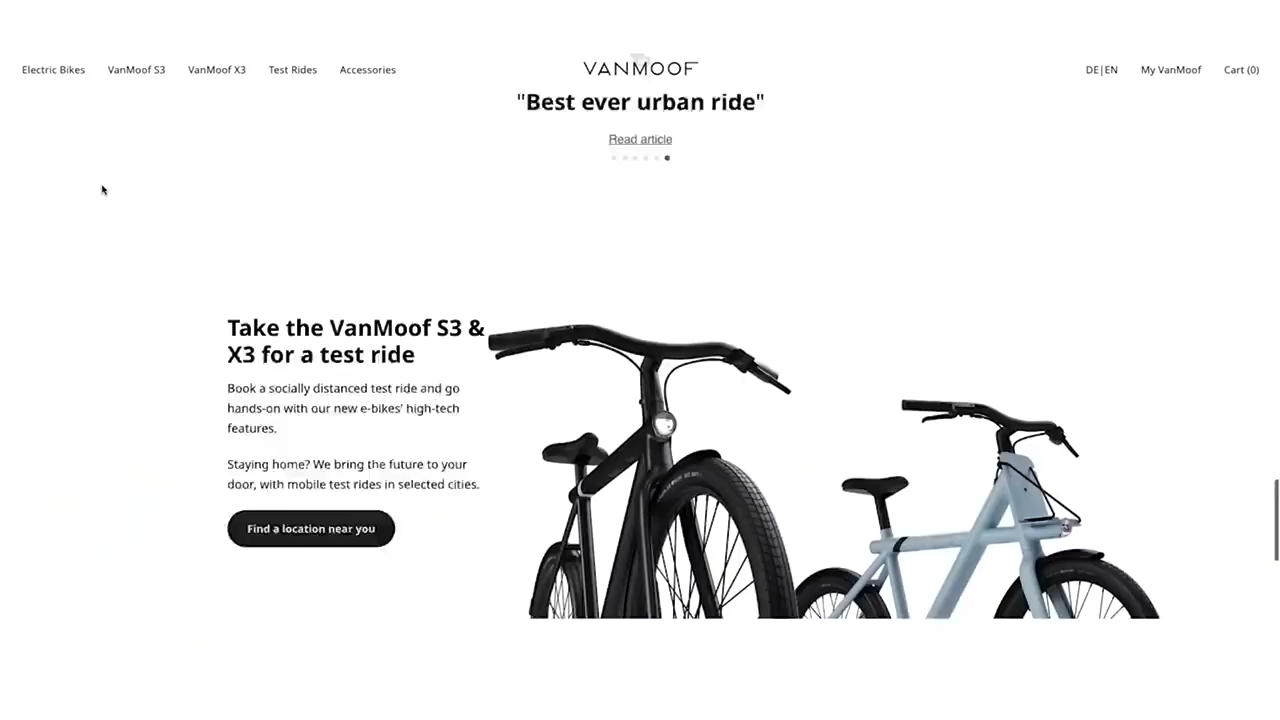 Electric Bikes
VanMoof S3
VanMoof X3
Test Rides
Accessories
VANMOOF
DE|EN
My VanMoof
Cart (0)
"Best ever urban ride"
Read article
Take the VanMoof S3 &
X3 for a test ride
Book a socially distanced test ride and go
hands-on with our new e-bikes' high-tech
features.
Staying home? We bring the future to your
door, with mobile test rides in selected cities.
Find a location near you